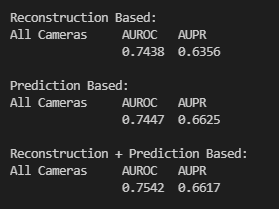 Reconstruction Based:
All Cameras AUROC AUPR
0.7438 0.6356
Prediction Based:
All Cameras AUROC AUPR
0.7447 0.6625
Reconstruction + Prediction Based:
All Cameras AUROC AUPR
0.7542 0.6617